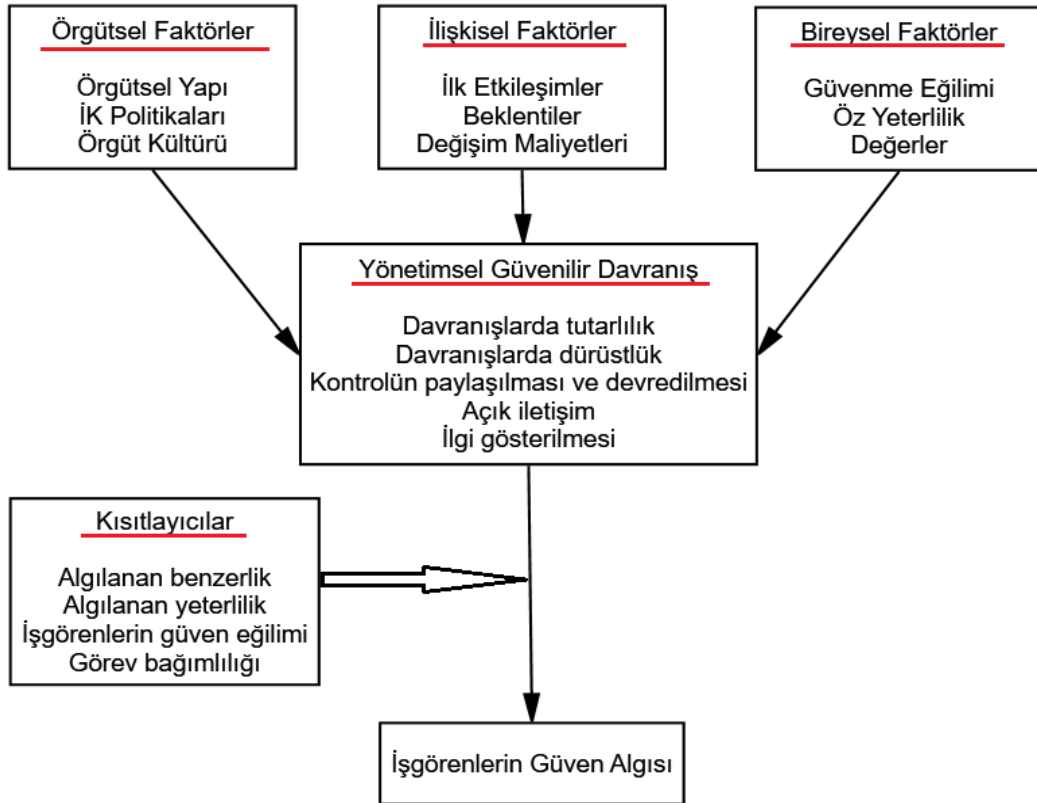 Örgütsel Faktörler
Örgütsel Yapı
İK Politikaları
Örgüt Kültürü
İlişkisel Faktörler
İlk Etkileşimler
Beklentiler
Değişim Maliyetleri
Bireysel Faktörler
Güvenme Eğilimi
Öz Yeterlilik
Değerler
Yönetimsel Güvenilir Davranış
Davranışlarda tutarlılık
Davranışlarda dürüstlük
Kontrolün paylaşılması ve devredilmesi
Açık iletişim
İlgi gösterilmesi
Kısıtlayıcılar
Algılanan benzerlik
Algılanan yeterlilik
İşgörenlerin güven eğilimi
Görev bağımlılığı
İşgörenlerin Güven Algısı